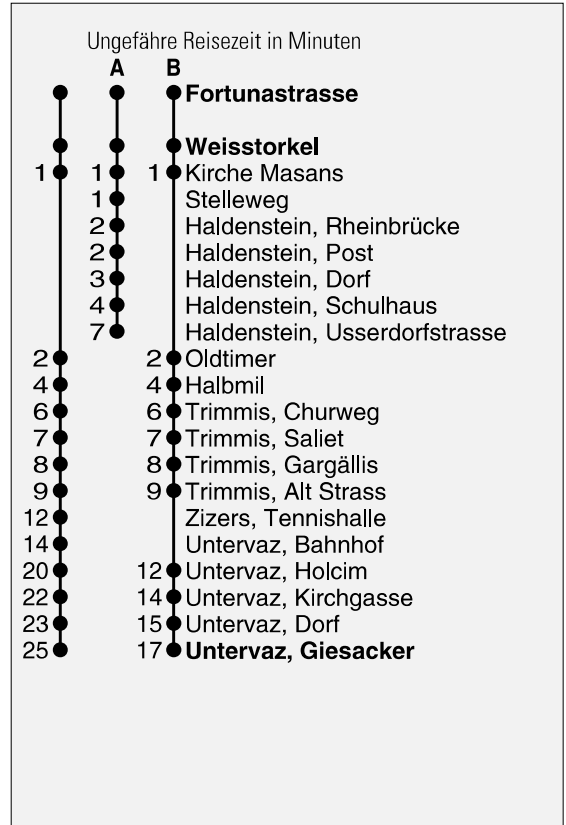 Ungefähre Reisezeit in Minuten
A B
Fortunastrasse
Weisstorkel
1 1 1 Kirche Masans
1 Stelleweg
2 Haldenstein, Rheinbrücke
2 Haldenstein, Post
3 Haldenstein, Dorf
4 Haldenstein, Schulhaus
7 Haldenstein, Usserdorfstrasse
2 2 Oldtimer
4 4 Halbmil
6 6 Trimmis, Churweg
7 7 Trimmis, Saliet
8 8 Trimmis, Gargällis
9 9 Trimmis, Alt Strass
12 Zizers, Tennishalle
14 Untervaz, Bahnhof
20 12 Untervaz, Holcim
22 14 Untervaz, Kirchgasse
23 15 Untervaz, Dorf
25 17 Untervaz, Giesacker